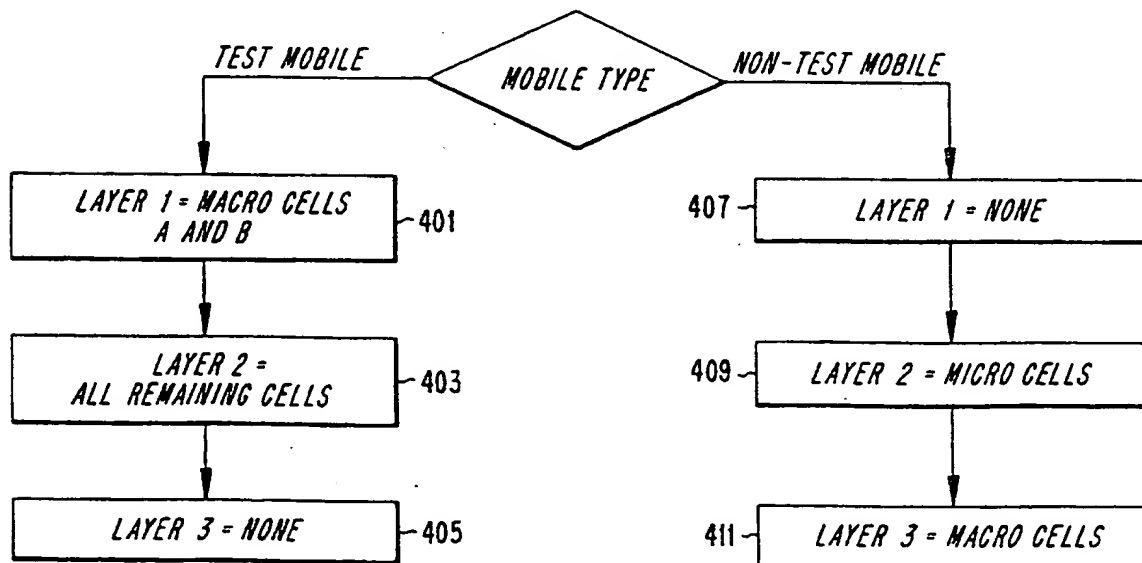 MOBILE TYPE
TEST MOBILE
NON-TEST MOBILE
LAYER 1 = MACRO CELLS
A AND B
401
LAYER 2 =
ALL REMAINING CELLS
403
LAYER 3 = NONE
405
407
LAYER 1 = NONE
409
LAYER 2 = MICRO CELLS
411
LAYER 3 = MACRO CELLS